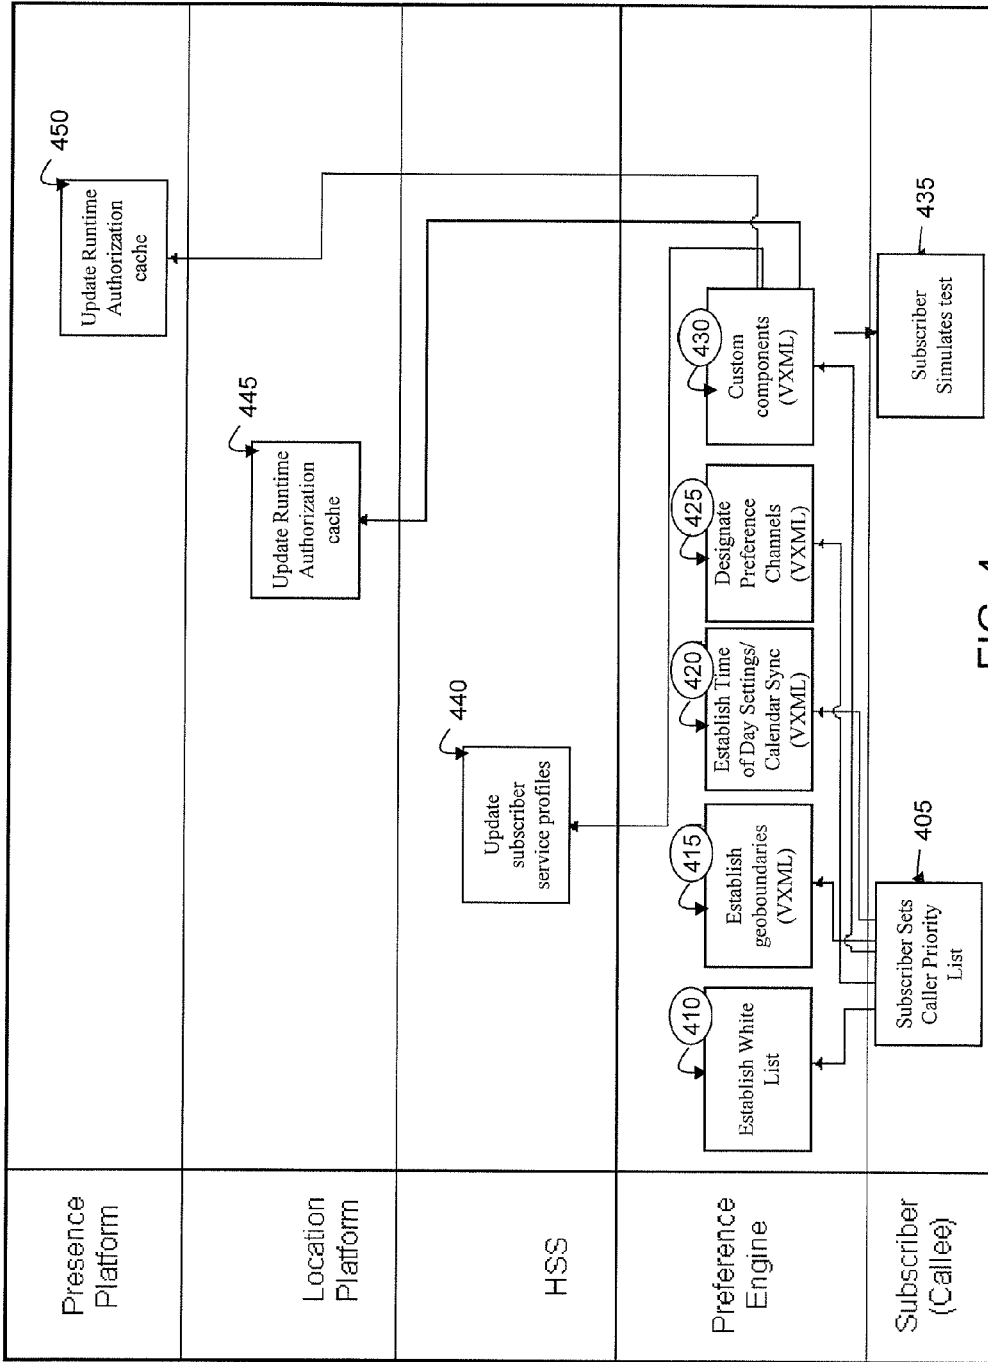 Presence
Platform
Update Runtime
Authorization
cache
450
Location
Platform
Update Runtime
Authorization
cache
445
HSS
Update
subscriber
service profiles
440
Preference
Engine
410
Establish White
List
415
Establish
geoboundaries
(VXML)
420
Establish Time
of Day Settings/
Calendar Sync
(VXML)
425
Designate
Preference
Channels
(VXML)
430
Custom
components
(VXML)
Subscriber
(Callee)
Subscriber Sets
Caller Priority
List
405
Subscriber
Simulates test
435